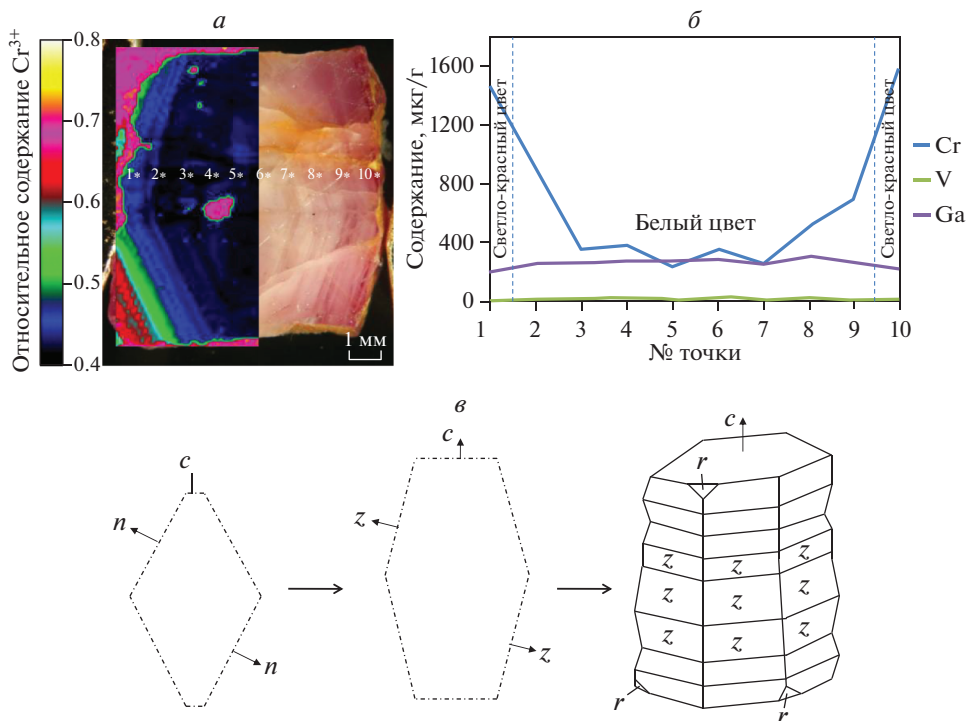 а
Относительное содержание Cr3+
0.8
0.7
0.6
0.5
0.4
1* 2* 3* 4* 5* 6* 7* 8* 9* 10*
1 мм
б
Содержание, мкг/г
1600
1200
800
400
0
Светло-красный цвет
Белый цвет
Светло-красный цвет
1 2 3 4 5 6 7 8 9 10
№ точки
Cr
V
Ga
в
c
n
n
c
z
z
c
r
z z z
z z z
z z z
r r